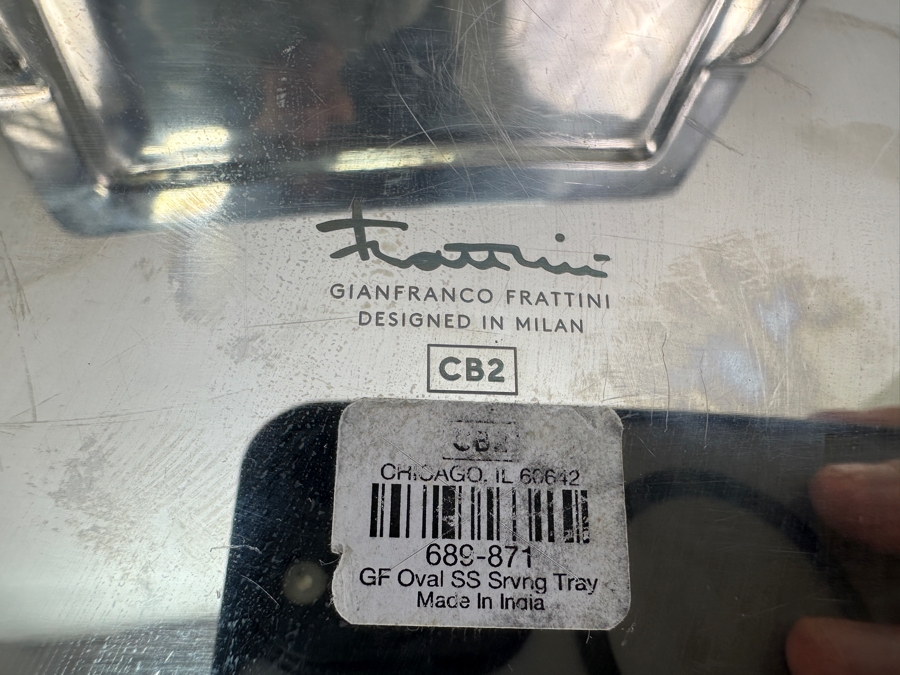 Frattini
GIANFRANCO FRATTINI
DESIGNED IN MILAN
CB2
CB2
CHICAGO, IL 60642
689-871
GF Oval SS Srvng Tray
Made In India